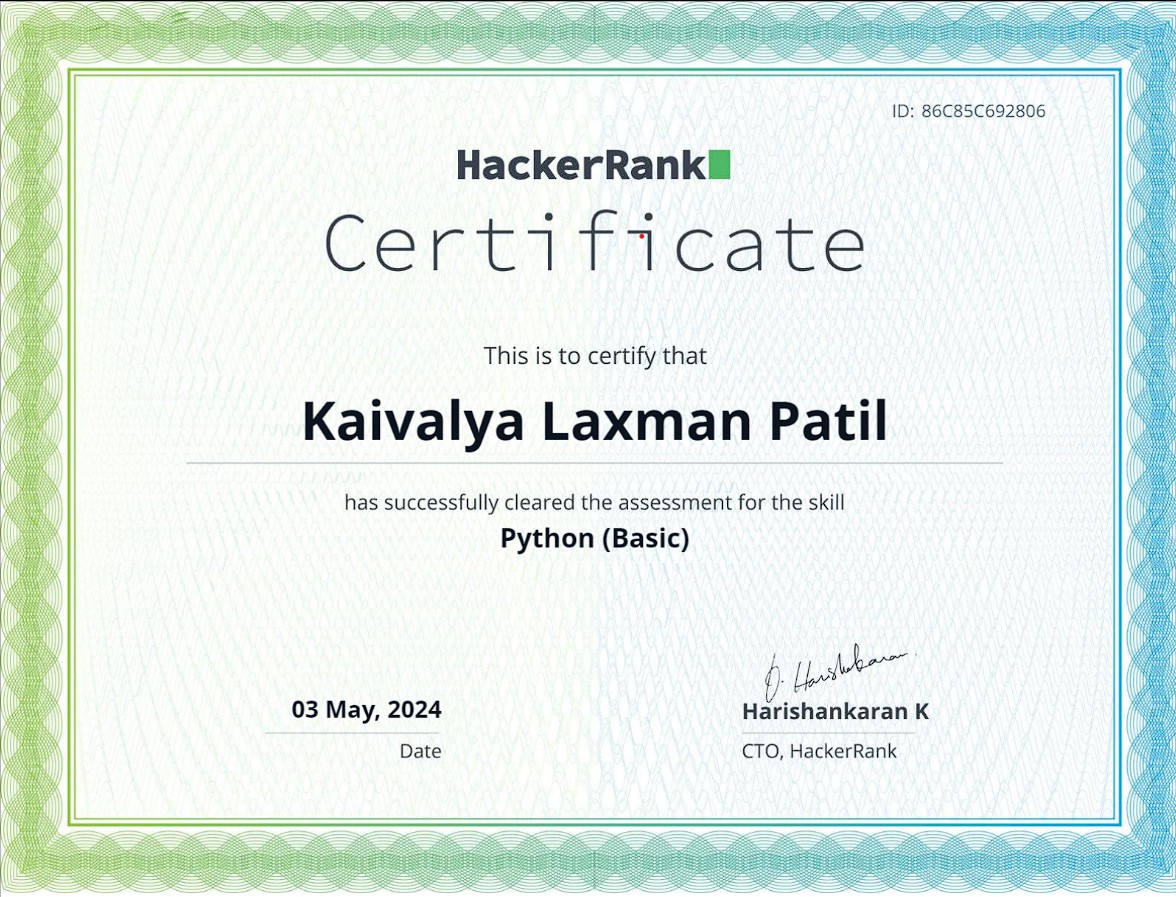 ID: 86C85C692806
HackerRank
Certificate
This is to certify that
Kaivalya Laxman Patil
has successfully cleared the assessment for the skill
Python (Basic)
03 May, 2024
Date
Harishankaran K
CTO, HackerRank